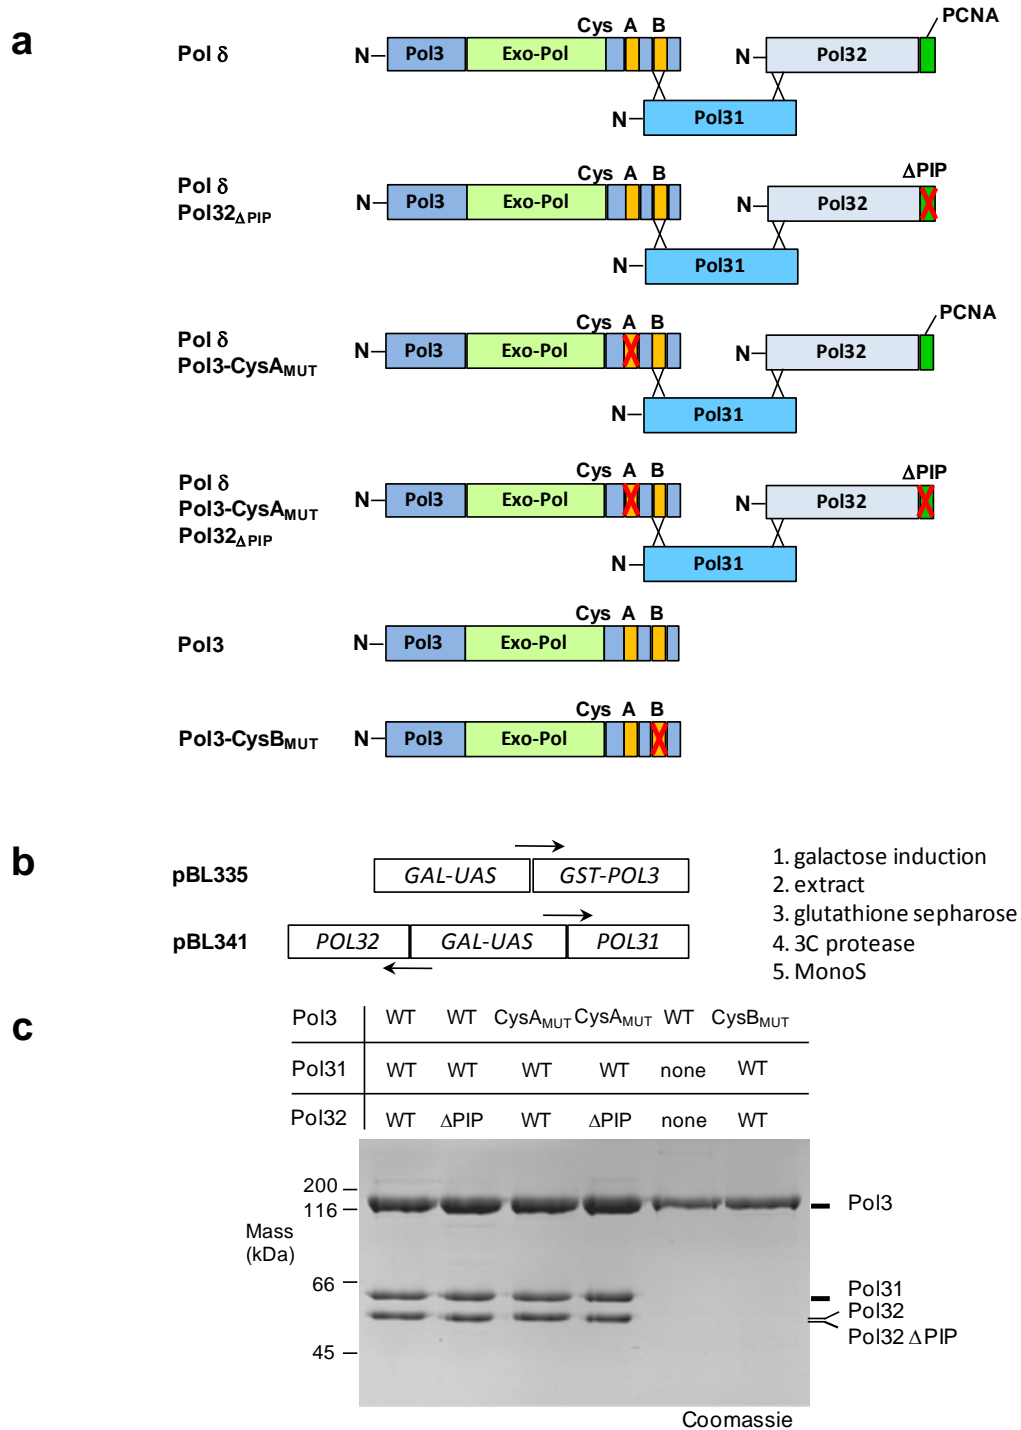 a
PCNA
Cys A B
Pol δ
N– Pol3 Exo-Pol
N– Pol32
N– Pol31
ΔPIP
Cys A B
Pol δ
Pol32ΔPIP
N– Pol3 Exo-Pol
N– Pol32
N– Pol31
PCNA
Cys A B
Pol δ
Pol3-CysAMUT
N– Pol3 Exo-Pol
N– Pol32
N– Pol31
ΔPIP
Cys A B
Pol δ
Pol3-CysAMUT
Pol32ΔPIP
N– Pol3 Exo-Pol
N– Pol32
N– Pol31
Cys A B
Pol3
N– Pol3 Exo-Pol
Cys A B
Pol3-CysBMUT
N– Pol3 Exo-Pol
b
pBL335
GAL-UAS GST-POL3
pBL341
POL32 GAL-UAS POL31
1. galactose induction
2. extract
3. glutathione sepharose
4. 3C protease
5. MonoS
c
Pol3 WT WT CysAMUT CysAMUT WT CysBMUT
Pol31 WT WT WT WT none WT
Pol32 WT ΔPIP WT ΔPIP none WT
200
116
Mass
(kDa)
66
45
Pol3
Pol31
Pol32
Pol32 ΔPIP
Coomassie